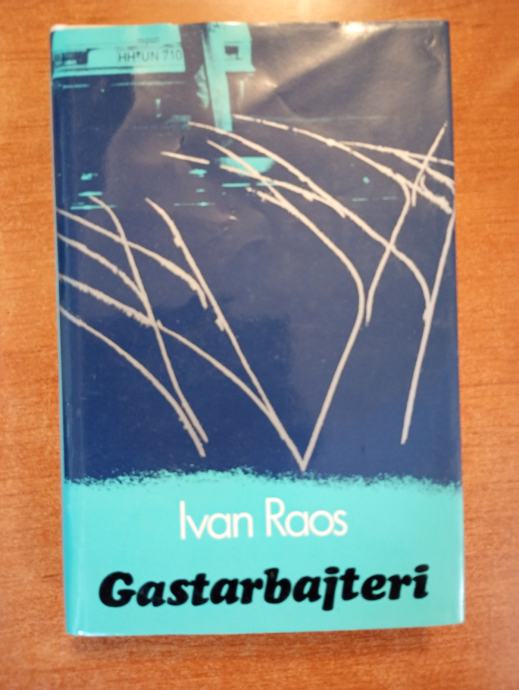 HH UN 710
Ivan Raos
Gastarbajteri